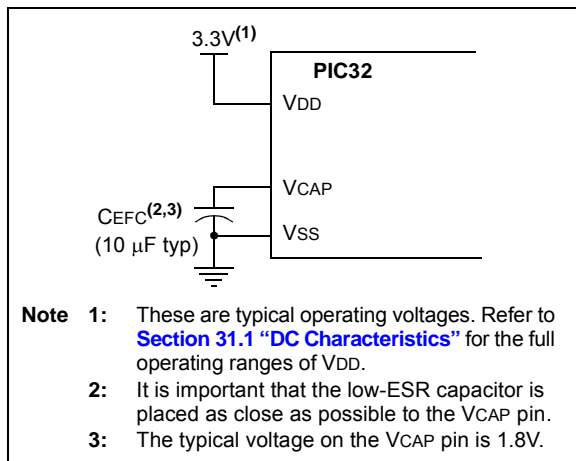 3.3V(1)
PIC32
VDD
VCAP
CEFC(2,3)
(10 μF typ)
VSS
Note 1: These are typical operating voltages. Refer to
Section 31.1 “DC Characteristics” for the full
operating ranges of VDD.
2: It is important that the low-ESR capacitor is
placed as close as possible to the VCAP pin.
3: The typical voltage on the VCAP pin is 1.8V.